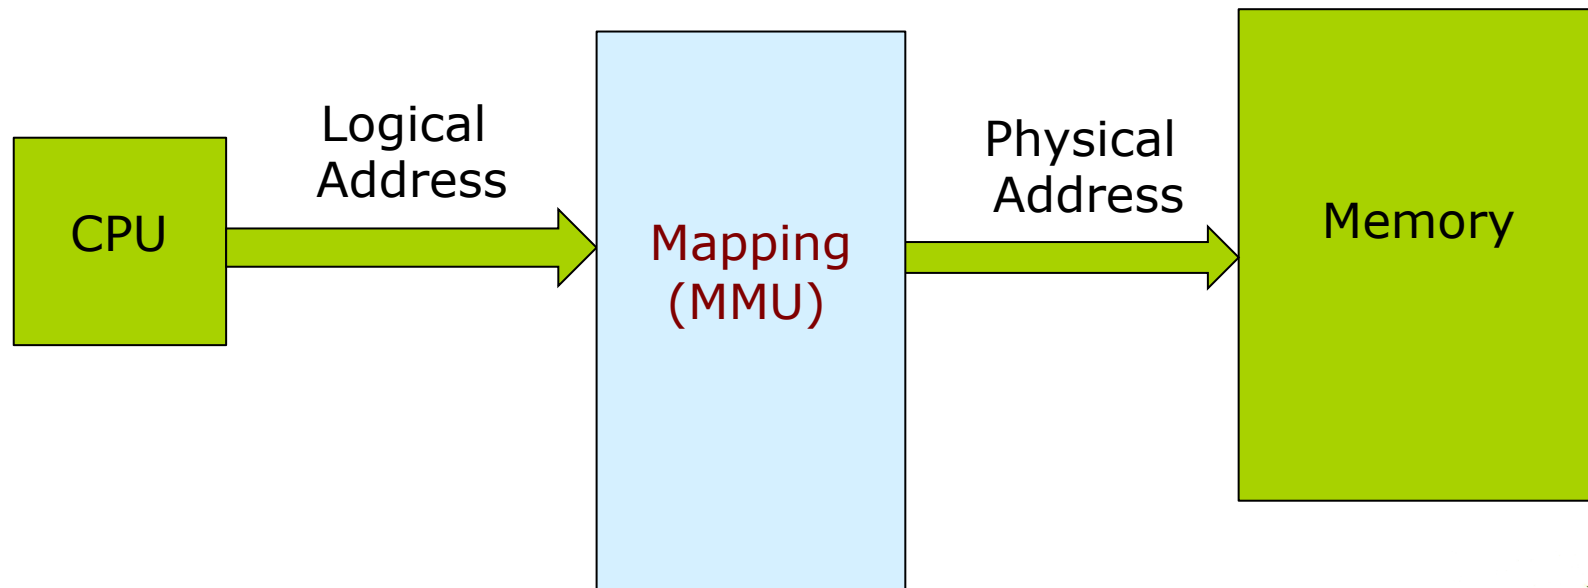 CPU
Logical
Address
Mapping
(MMU)
Physical
Address
Memory